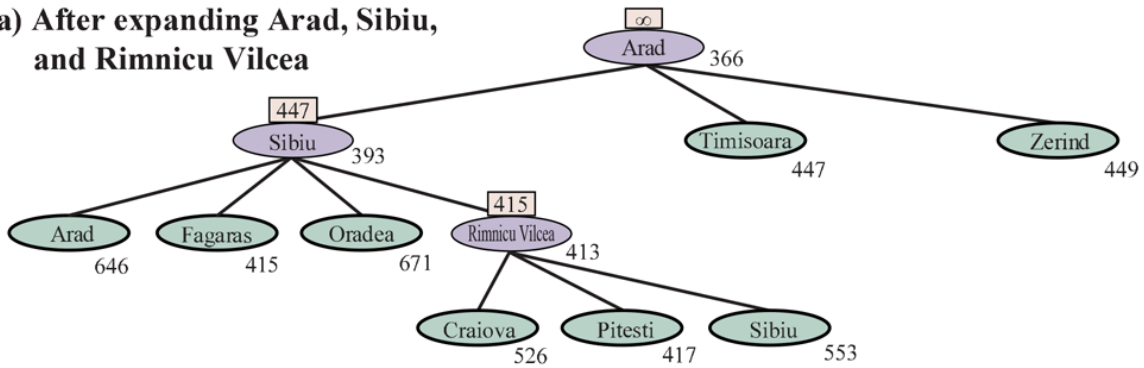 a) After expanding Arad, Sibiu,
and Rimnicu Vilcea
∞
Arad
366
447
Sibiu
393
Timisoara
447
Zerind
449
Arad
646
Fagaras
415
Oradea
671
415
Rimnicu Vilcea
413
Craiova
526
Pitesti
417
Sibiu
553